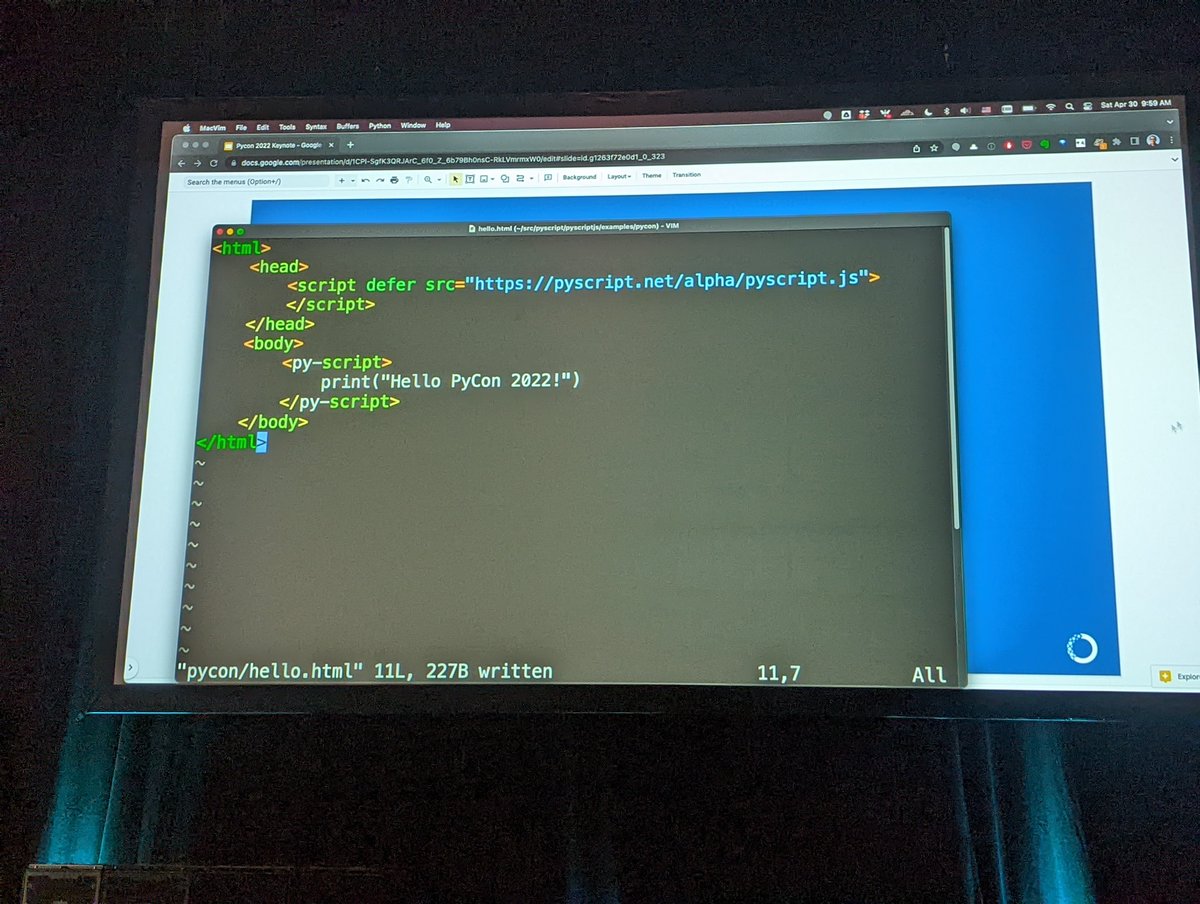 MacVim File Edit Tools Syntax Buffers Python Window Help Sat Apr 30 9:59 AM
Pycon 2022 Keynote - Google
docs.google.com/presentation/d/1CPI-SgfK3QRJArC_6f0_Z_6b79Bh0nsC-RkLVmrmxW0/edit#slide=id.g1263f72e0d1_0_323
Search the menus (Option+/) Background Layout Theme Transition
hello.html (~/src/pyscript/pyscriptjs/examples/pycon) - VIM
<html>
<head>
<script defer src="https://pyscript.net/alpha/pyscript.js">
</script>
</head>
<body>
<py-script>
print("Hello PyCon 2022!")
</py-script>
</body>
</html>
~
~
~
~
~
~
~
~
~
~
"pycon/hello.html" 11L, 227B written 11,7 All
Explor